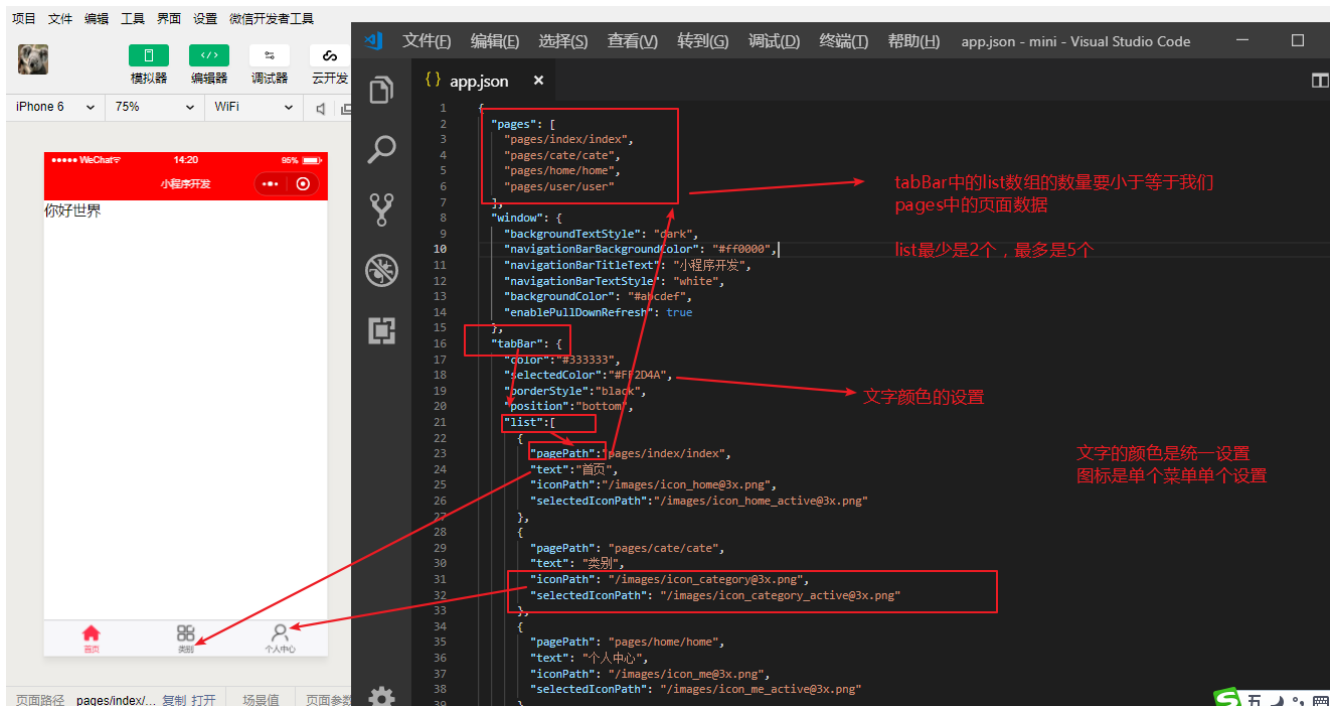 项目 文件 编辑 工具 界面 设置 微信开发者工具
模拟器 编辑器 调试器 云开发
iPhone 6 75% WiFi
WeChat 14:20 95%
小程序开发
你好世界
首页 类别 个人中心
页面路径 pages/index/... 复制 打开 场景值 页面参数
文件(F) 编辑(E) 选择(S) 查看(V) 转到(G) 调试(D) 终端(T) 帮助(H) app.json - mini - Visual Studio Code
{} app.json ×
1 {
2 "pages": [
3 "pages/index/index",
4 "pages/cate/cate",
5 "pages/home/home",
6 "pages/user/user"
7 ],
8 "window": {
9 "backgroundTextStyle": "dark",
10 "navigationBarBackgroundColor": "#ff0000",
11 "navigationBarTitleText": "小程序开发",
12 "navigationBarTextStyle": "white",
13 "backgroundColor": "#abcdef",
14 "enablePullDownRefresh": true
15 },
16 "tabBar": {
17 "color":"#333333",
18 "selectedColor":"#FF2D4A",
19 "borderStyle":"black",
20 "position":"bottom",
21 "list":[
22 {
23 "pagePath":"pages/index/index",
24 "text":"首页",
25 "iconPath":"/images/icon_home@3x.png",
26 "selectedIconPath":"/images/icon_home_active@3x.png"
27 },
28 {
29 "pagePath": "pages/cate/cate",
30 "text": "类别",
31 "iconPath": "/images/icon_category@3x.png",
32 "selectedIconPath": "/images/icon_category_active@3x.png"
33 },
34 {
35 "pagePath": "pages/home/home",
36 "text": "个人中心",
37 "iconPath": "/images/icon_me@3x.png",
38 "selectedIconPath": "/images/icon_me_active@3x.png"
39 }
tabBar中的list数组的数量要小于等于我们
pages中的页面数据
list最少是2个，最多是5个
文字颜色的设置
文字的颜色是统一设置
图标是单个菜单单个设置
五